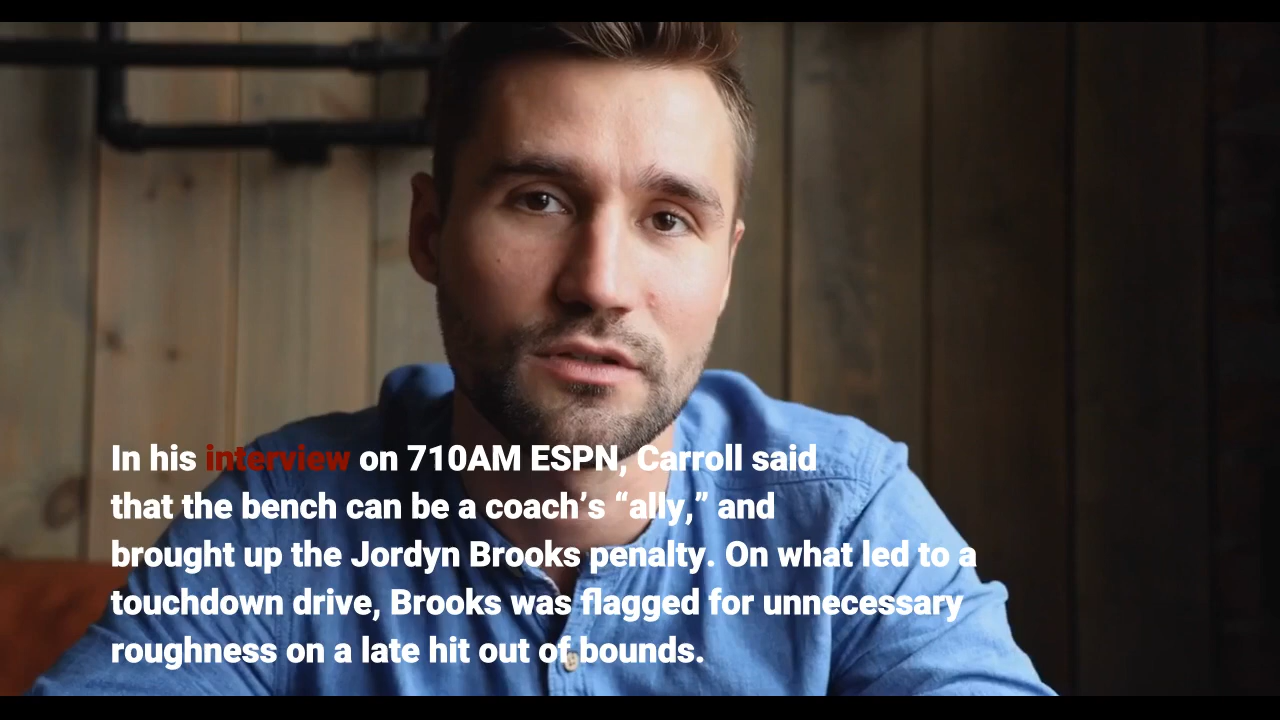 In his interview on 710AM ESPN, Carroll said
that the bench can be a coach’s “ally,” and
brought up the Jordyn Brooks penalty. On what led to a
touchdown drive, Brooks was flagged for unnecessary
roughness on a late hit out of bounds.